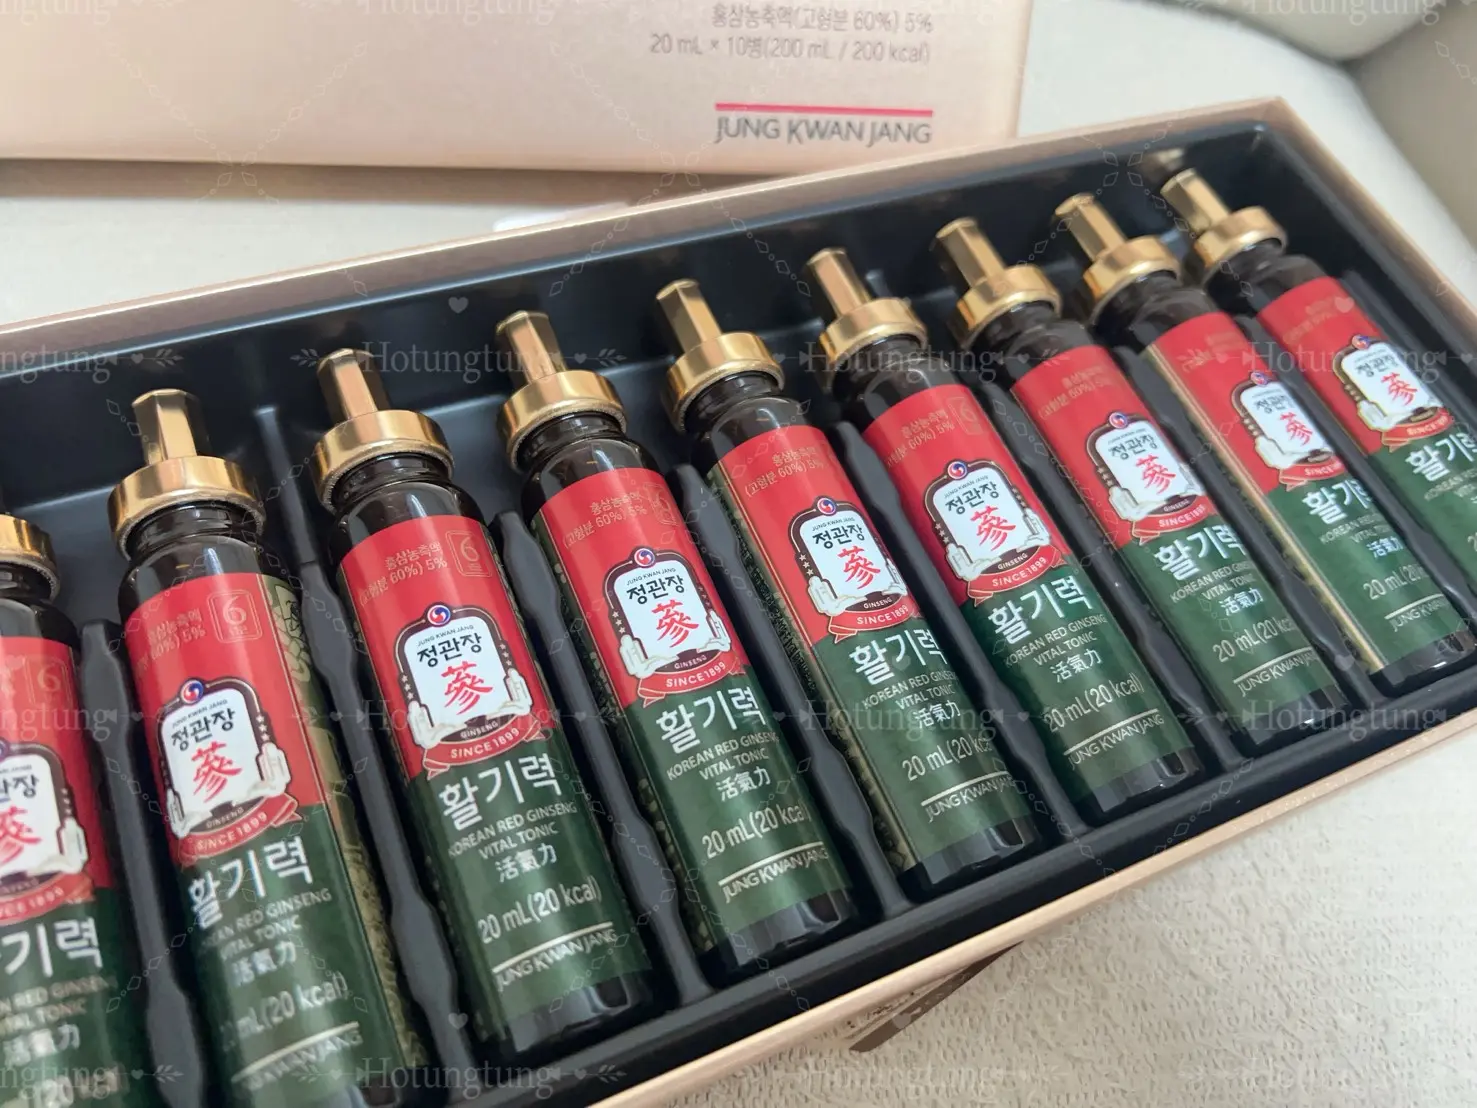 홍삼농축액(고형분 60%) 5%
20 mL × 10병(200 mL / 200 kcal)
JUNG KWAN JANG
홍삼농축액
(고형분 60%) 5%
6
JUNG KWAN JANG
정관장
蔘
GINSENG
SINCE 1899
활기력
KOREAN RED GINSENG
VITAL TONIC
活氣力
20 mL(20 kcal)
JUNG KWAN JANG
Hotungtung